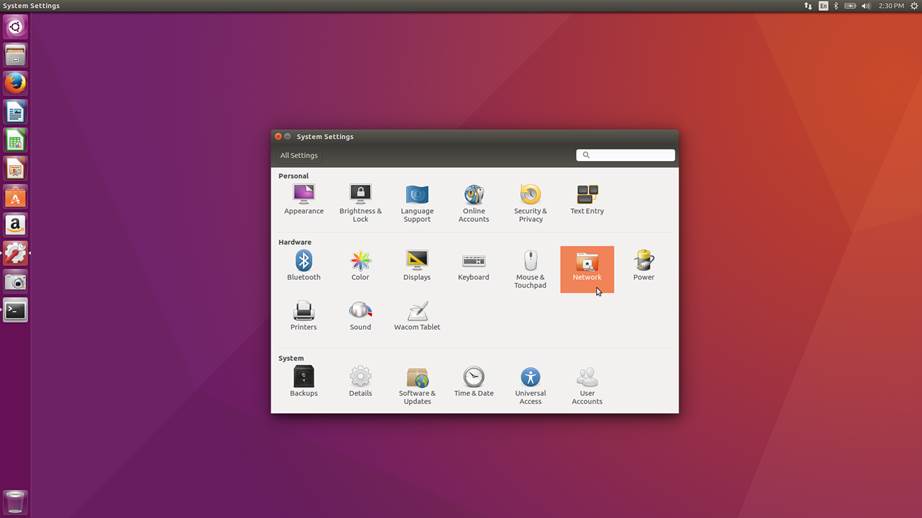 System Settings
En
2:30 PM
System Settings
All Settings
Personal
Appearance
Brightness &
Lock
Language
Support
Online
Accounts
Security &
Privacy
Text Entry
Hardware
Bluetooth
Color
Displays
Keyboard
Mouse &
Touchpad
Network
Power
Printers
Sound
Wacom Tablet
System
Backups
Details
Software &
Updates
Time & Date
Universal
Access
User
Accounts